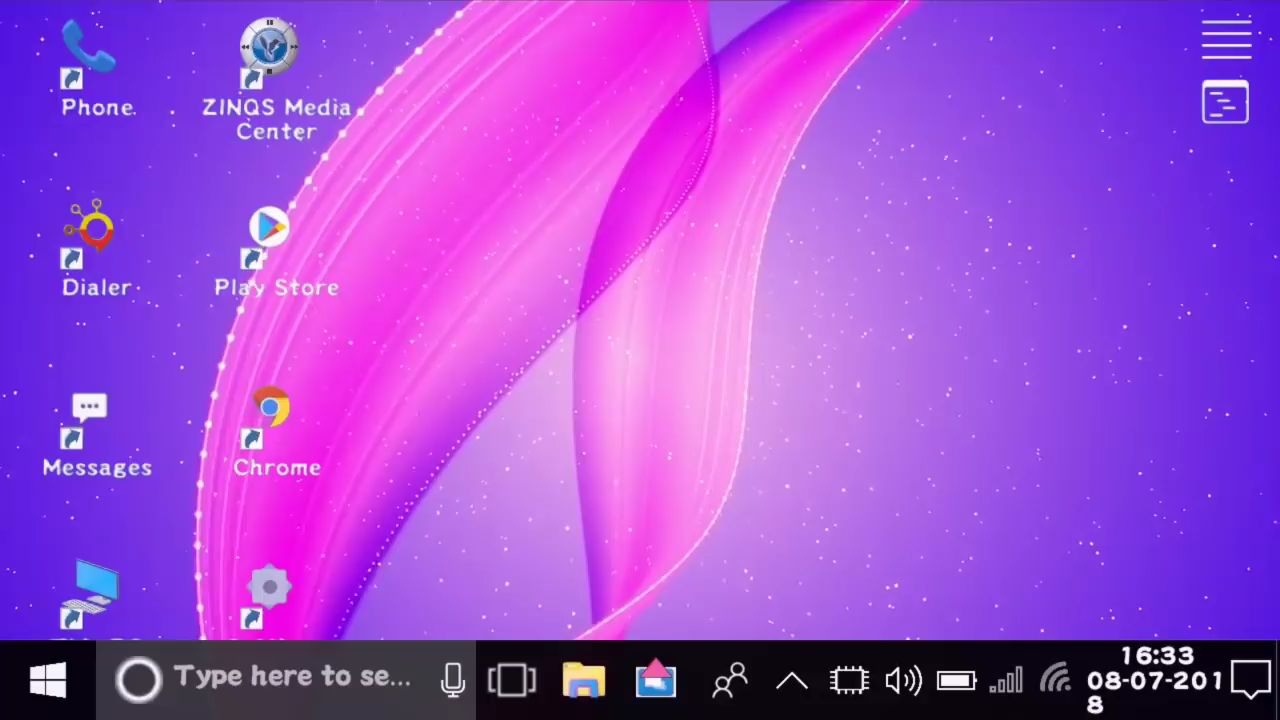 Phone
ZINQS Media
Center
Dialer
Play Store
Messages
Chrome
Type here to se...
16:33
08-07-201
8